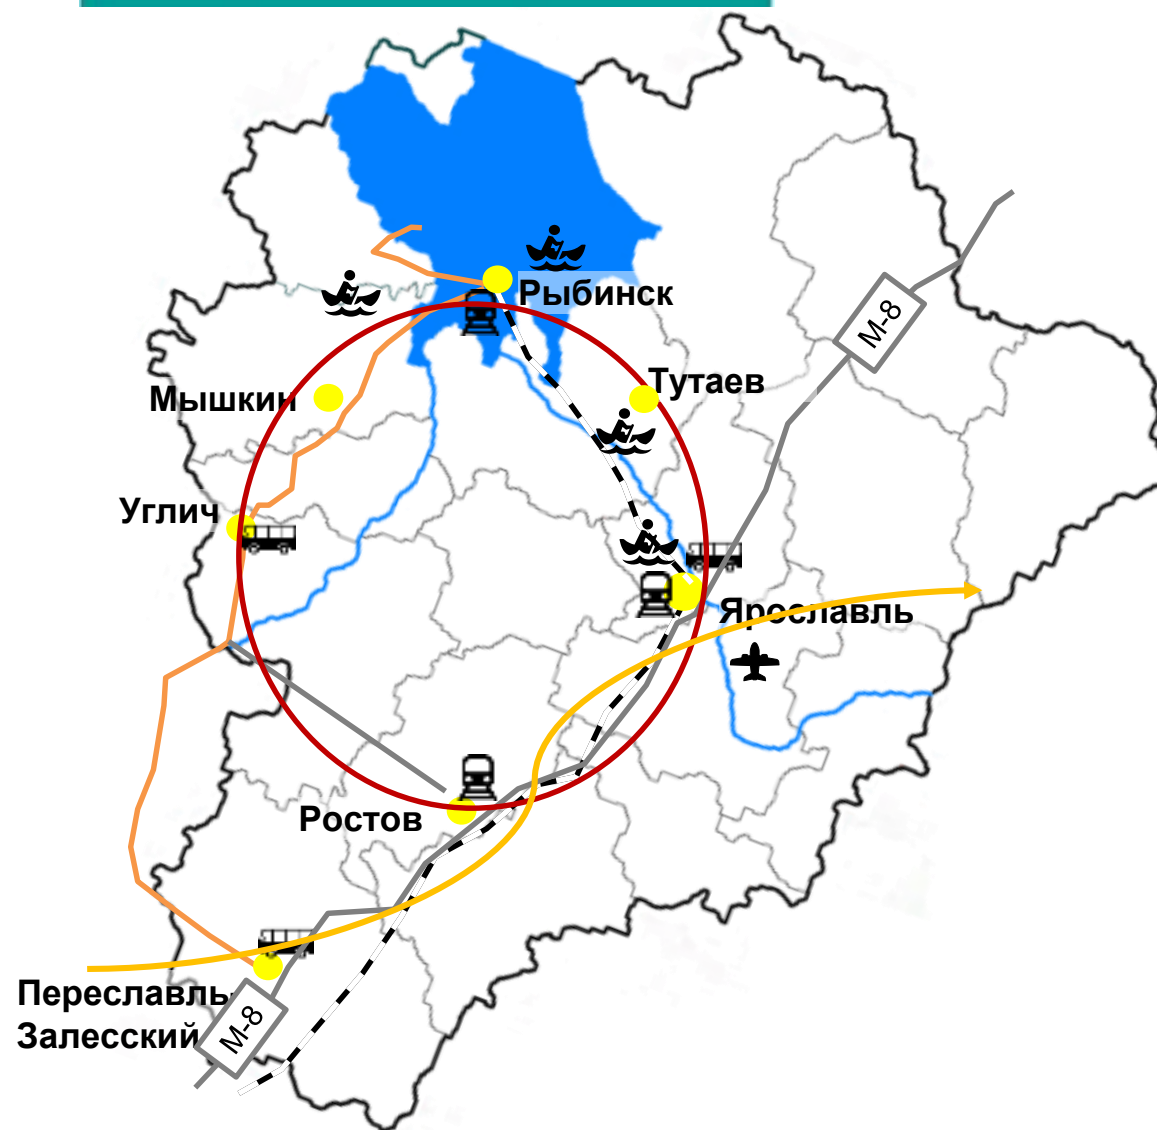 Рыбинск
М-8
Тутаев
Мышкин
Углич
Ярославль
Ростов
Переславль
Залесский
М-8